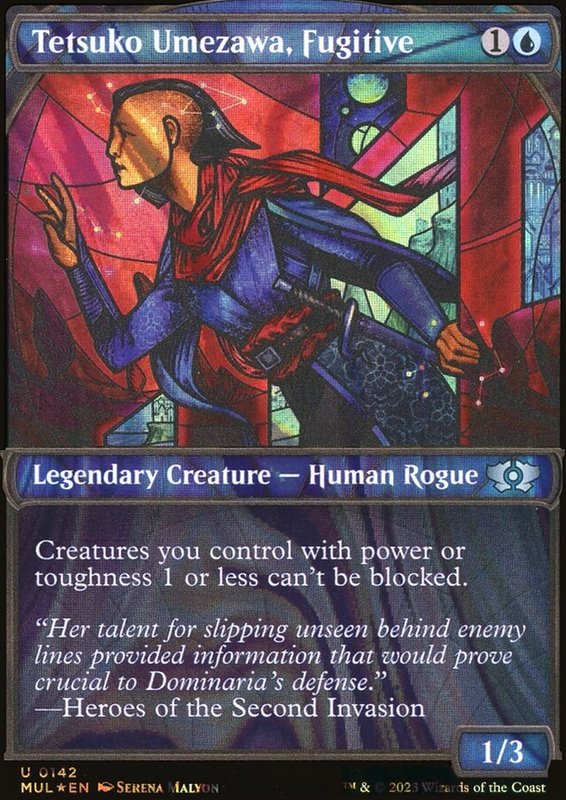 Tetsuko Umezawa, Fugitive 1
Legendary Creature — Human Rogue
Creatures you control with power or
toughness 1 or less can't be blocked.
“Her talent for slipping unseen behind enemy
lines provided information that would prove
crucial to Dominaria's defense.”
—Heroes of the Second Invasion
1/3
U 0142
MUL★EN SERENA MALYON ™ & © 2023 Wizards of the Coast